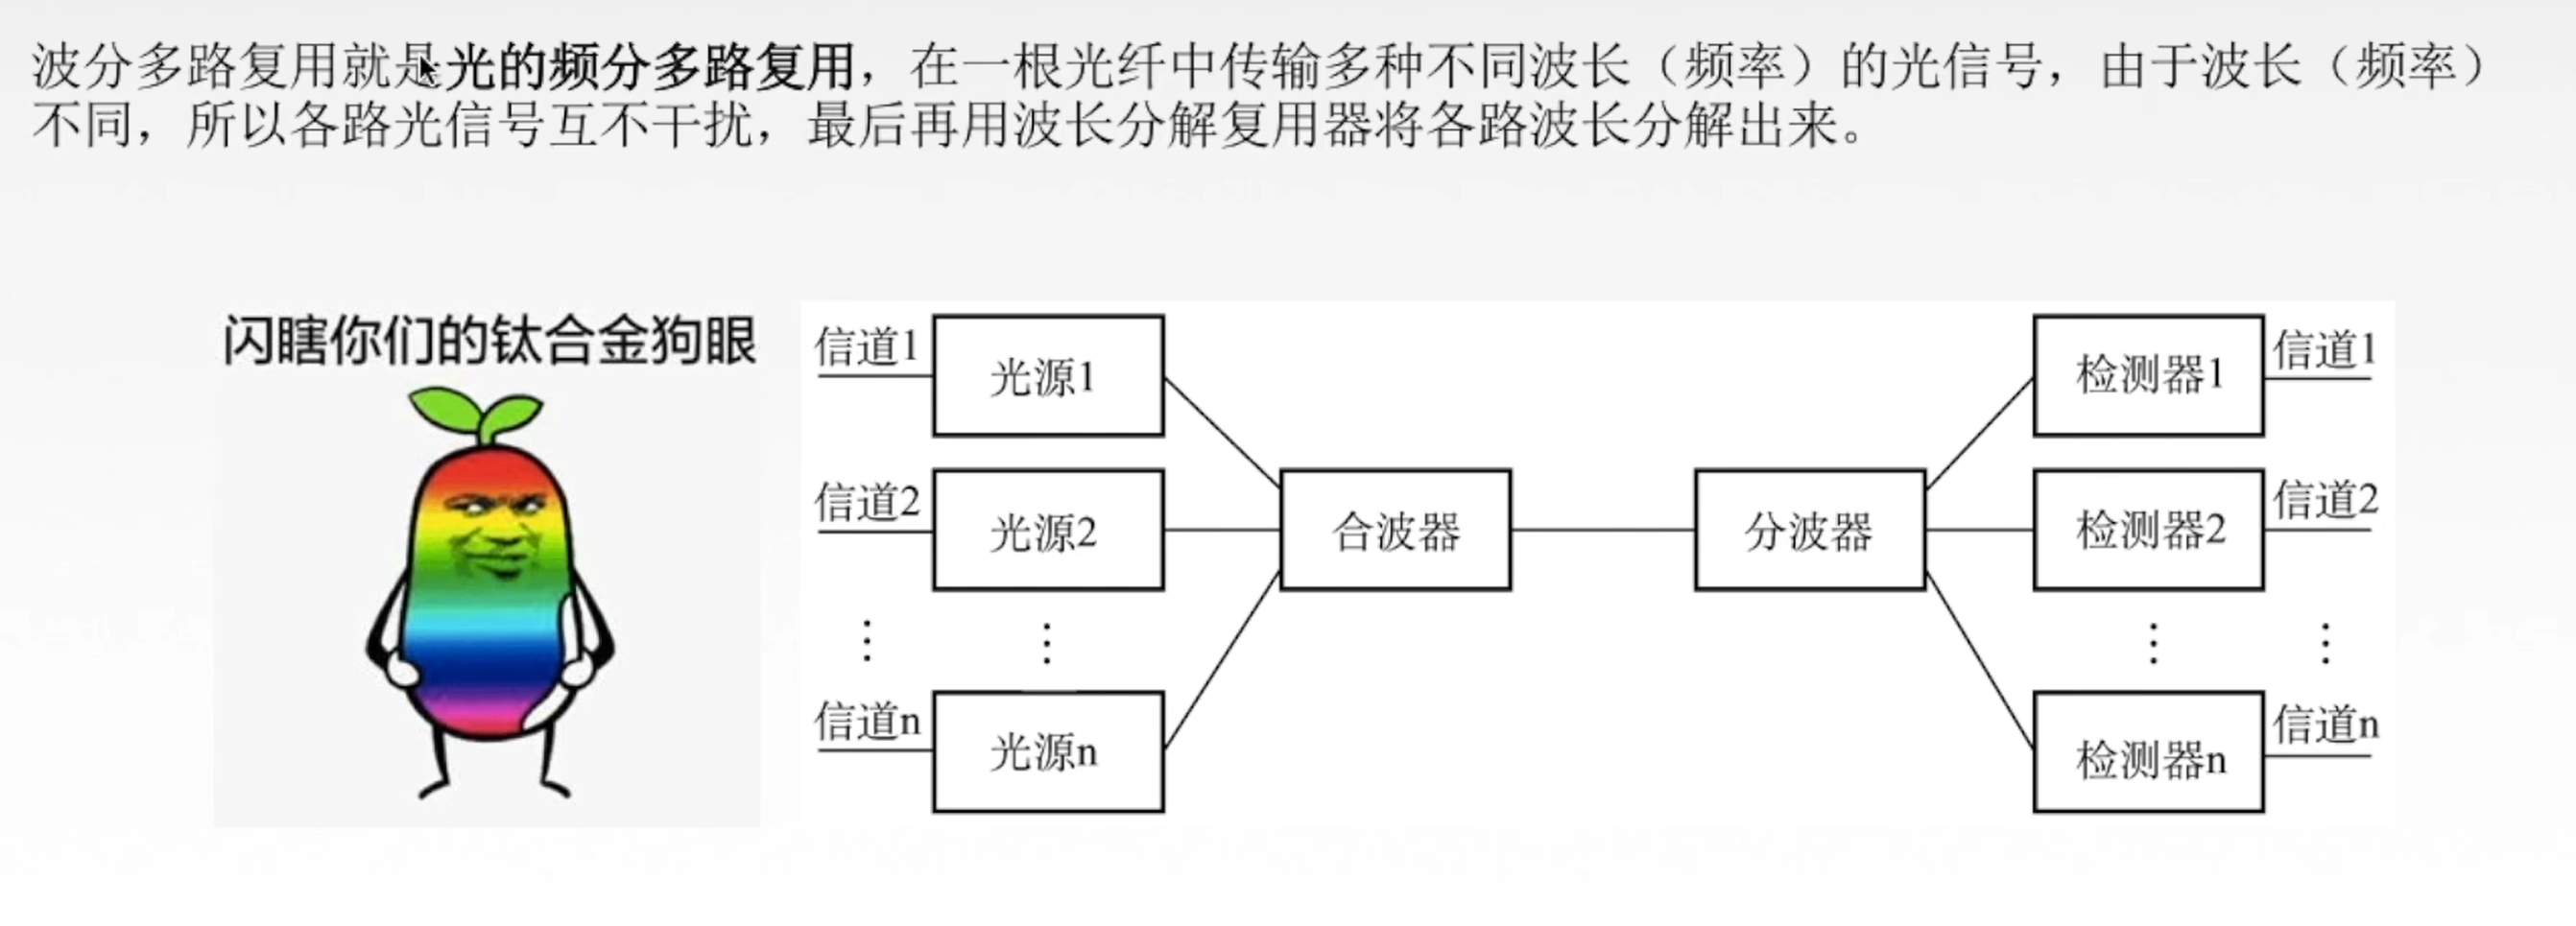 波分多路复用就是光的频分多路复用，在一根光纤中传输多种不同波长（频率）的光信号，由于波长（频率）
不同，所以各路光信号互不干扰，最后再用波长分解复用器将各路波长分解出来。
闪瞎你们的钛合金狗眼
信道1
光源1
信道2
光源2
⋮
⋮
信道n
光源n
合波器
分波器
检测器1
信道1
检测器2
信道2
⋮
⋮
检测器n
信道n